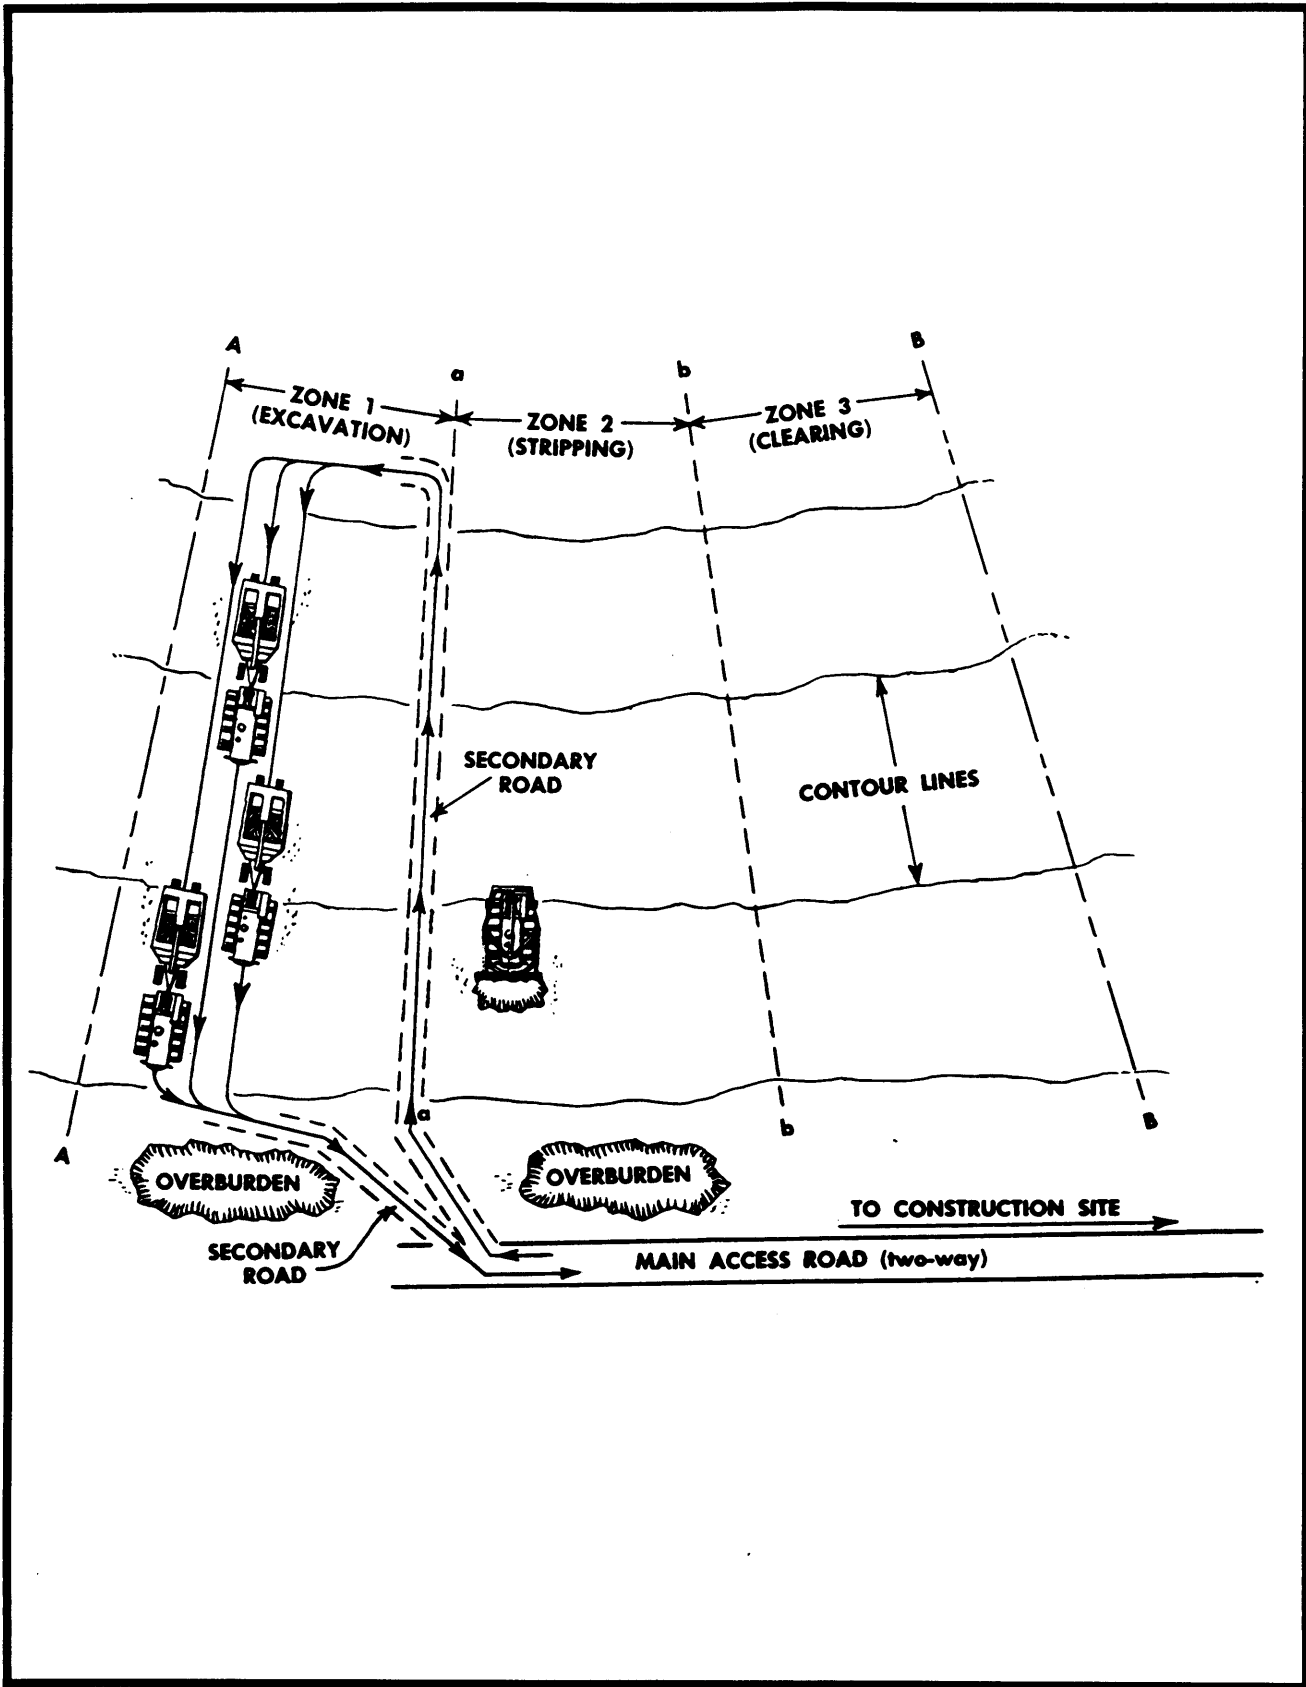 A
B
a
b
ZONE 1
(EXCAVATION)
ZONE 2
(STRIPPING)
ZONE 3
(CLEARING)
SECONDARY
ROAD
CONTOUR LINES
a
A
b
B
OVERBURDEN
OVERBURDEN
TO CONSTRUCTION SITE
SECONDARY
ROAD
MAIN ACCESS ROAD (two-way)